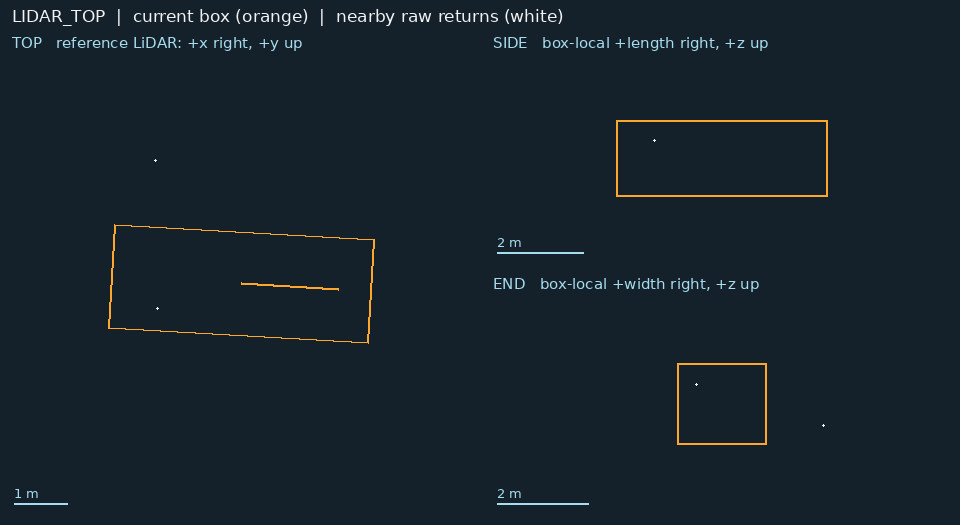 LIDAR_TOP | current box (orange) | nearby raw returns (white)
TOP reference LiDAR: +x right, +y up
SIDE box-local +length right, +z up
2 m
END box-local +width right, +z up
1 m
2 m